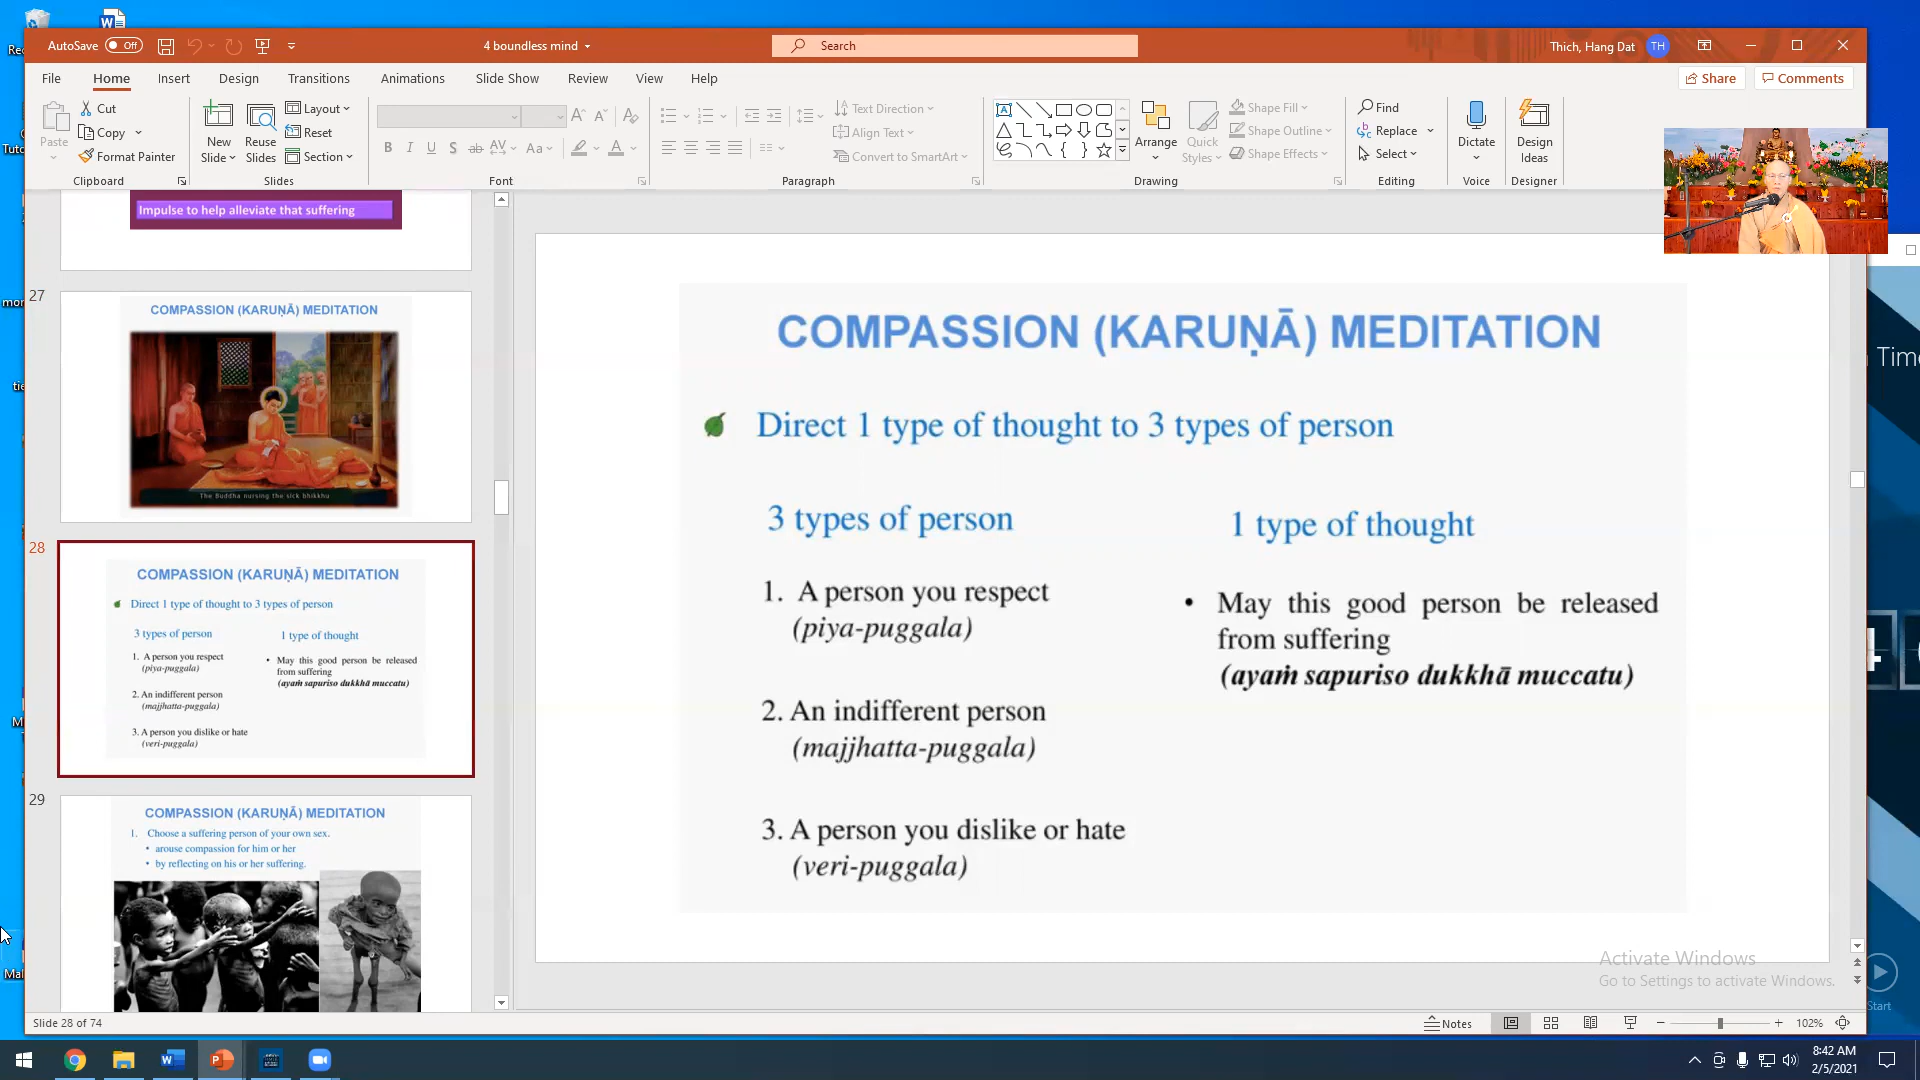 AutoSave Off
4 boundless mind
Search
Thich, Hang Dat TH
File Home Insert Design Transitions Animations Slide Show Review View Help
Share Comments
Paste
Cut
Copy
Format Painter
Clipboard
New Slide
Reuse Slides
Layout
Reset
Section
Slides
Font
Text Direction
Align Text
Convert to SmartArt
Paragraph
Arrange
Quick Styles
Shape Fill
Shape Outline
Shape Effects
Drawing
Find
Replace
Select
Editing
Dictate
Voice
Design Ideas
Designer
Impulse to help alleviate that suffering
27
COMPASSION (KARUṆĀ) MEDITATION
The Buddha nursing the sick bhikkhu
28
COMPASSION (KARUṆĀ) MEDITATION
Direct 1 type of thought to 3 types of person
3 types of person
1 type of thought
1. A person you respect
(piya-puggala)
2. An indifferent person
(majjhatta-puggala)
3. A person you dislike or hate
(veri-puggala)
• May this good person be released
from suffering
(ayaṁ sapuriso dukkhā muccatu)
29
COMPASSION (KARUṆĀ) MEDITATION
1. Choose a suffering person of your own sex.
• arouse compassion for him or her
• by reflecting on his or her suffering.
COMPASSION (KARUṆĀ) MEDITATION
Direct 1 type of thought to 3 types of person
3 types of person
1 type of thought
1. A person you respect
(piya-puggala)
2. An indifferent person
(majjhatta-puggala)
3. A person you dislike or hate
(veri-puggala)
• May this good person be released
from suffering
(ayaṁ sapuriso dukkhā muccatu)
Activate Windows
Go to Settings to activate Windows.
Time
Start
Slide 28 of 74
Notes
102%
8:42 AM
2/5/2021